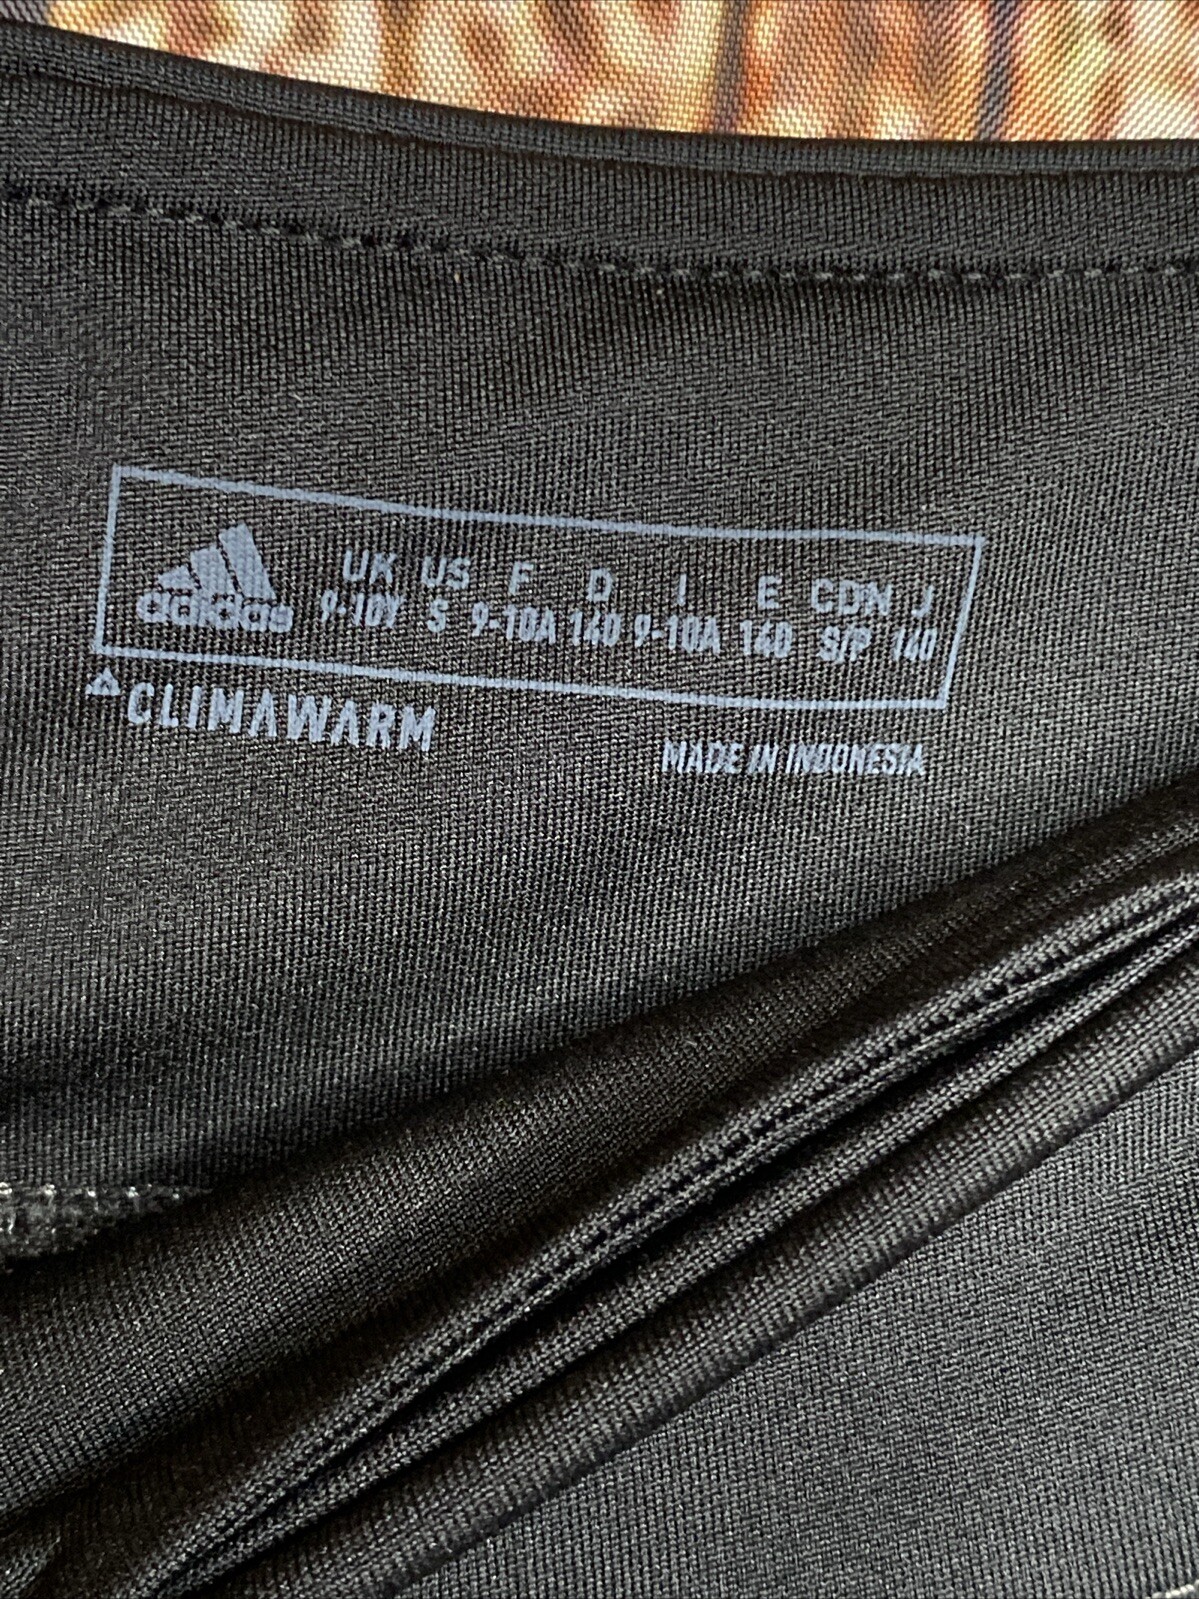 adidas
UK US F D I E CDN J
9-10Y S 9-10A 140 9-10A 140 S/P 140
CLIMAWARM
MADE IN INDONESIA